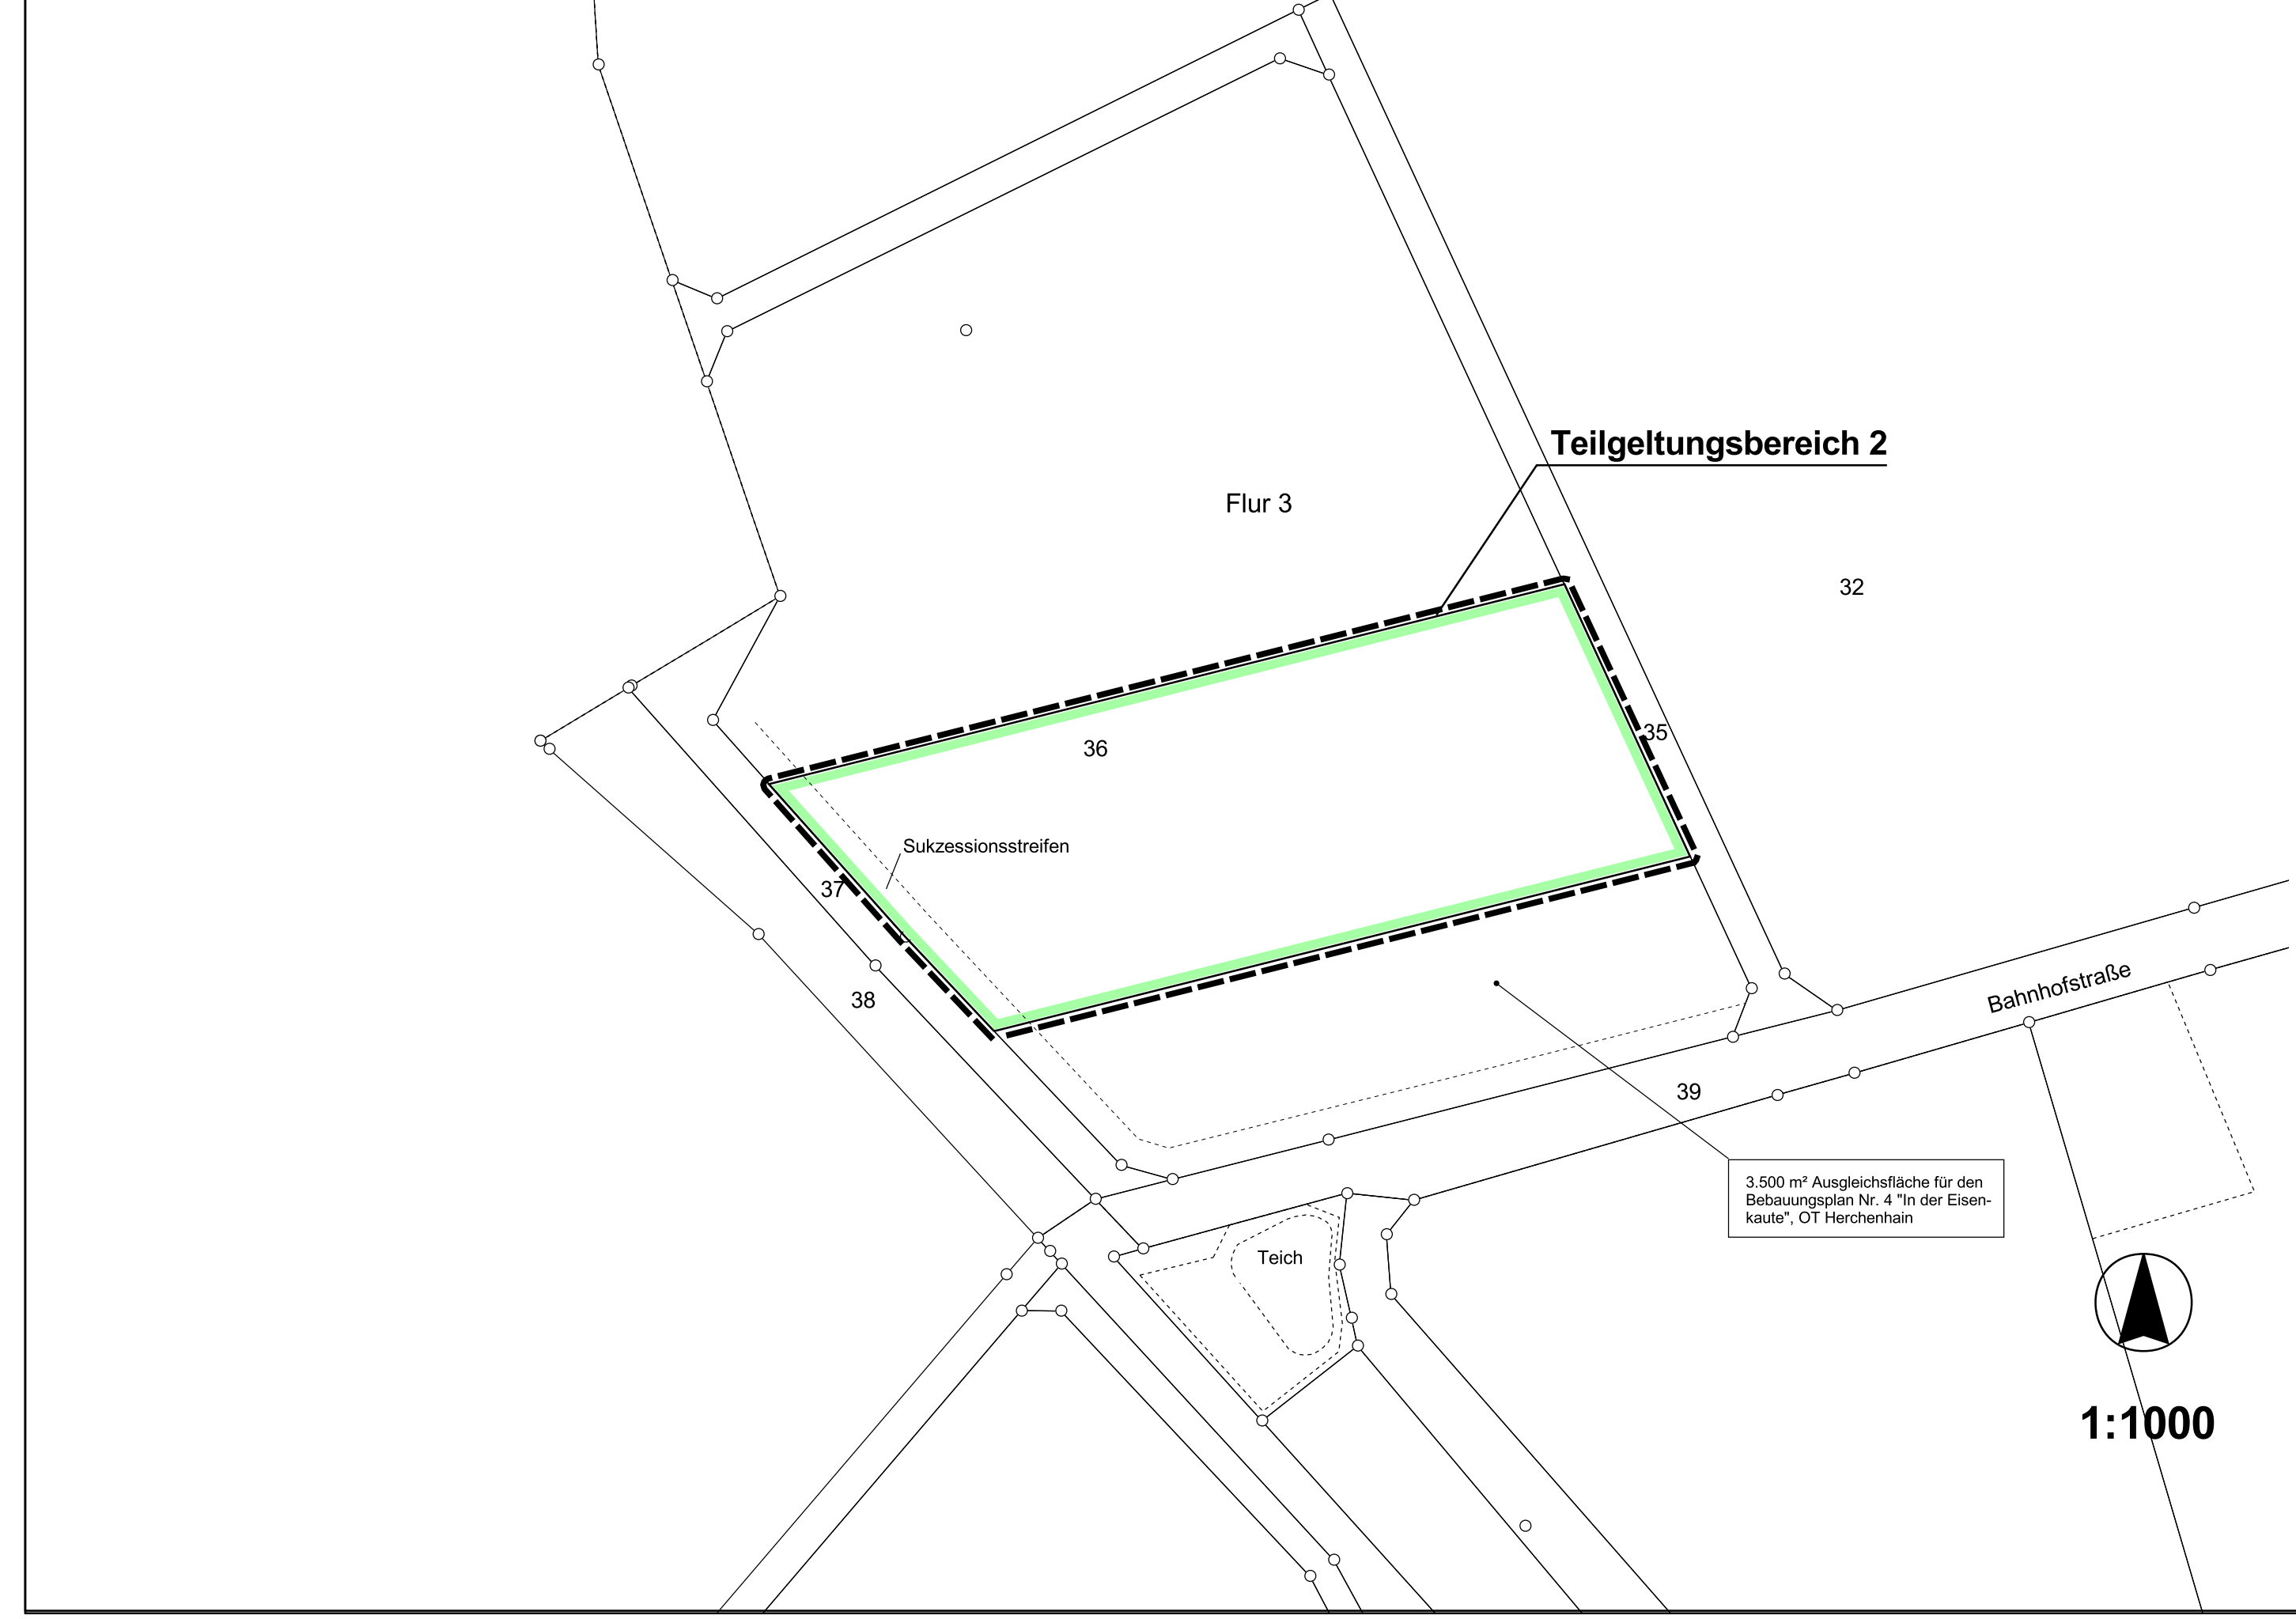 Teilgeltungsbereich 2
Flur 3
32
35
36
Sukzessionsstreifen
37
38
Bahnhofstraße
39
3.500 m² Ausgleichsfläche für den
Bebauungsplan Nr. 4 "In der Eisen-
kaute", OT Herchenhain
Teich
1:1000